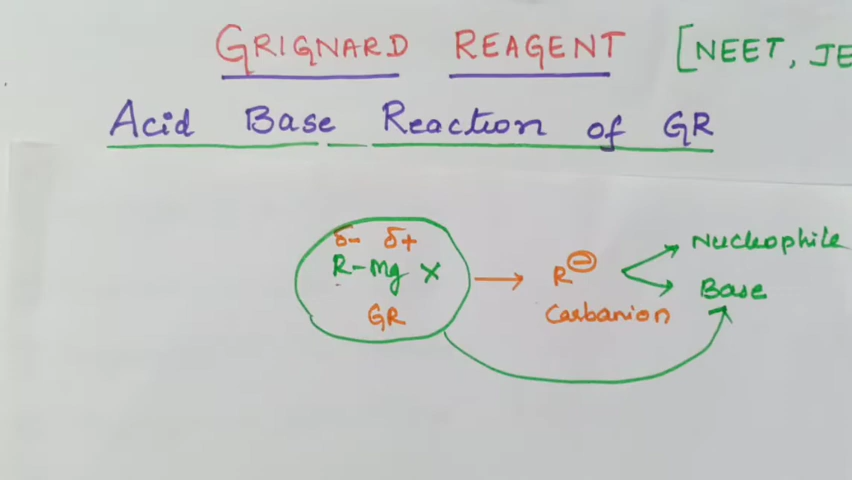 GRIGNARD REAGENT [NEET, JE
Acid Base Reaction of GR
δ- δ+
R-Mg X
GR
R⊖
Carbanion
Nucleophile
Base